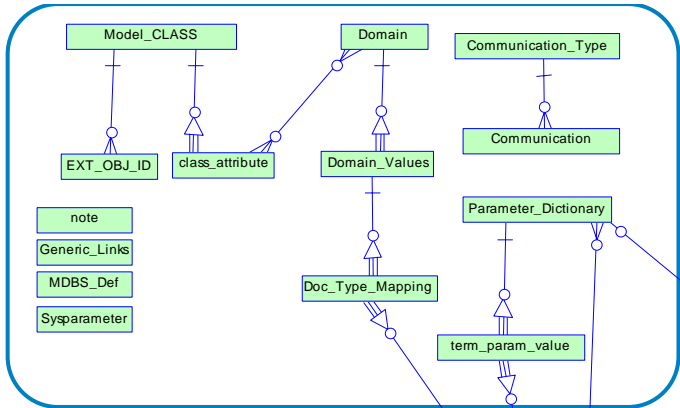 Model_CLASS
Domain
Communication_Type
Communication
EXT_OBJ_ID
class_attribute
Domain_Values
note
Parameter_Dictionary
Generic_Links
MDBS_Def
Doc_Type_Mapping
Sysparameter
term_param_value